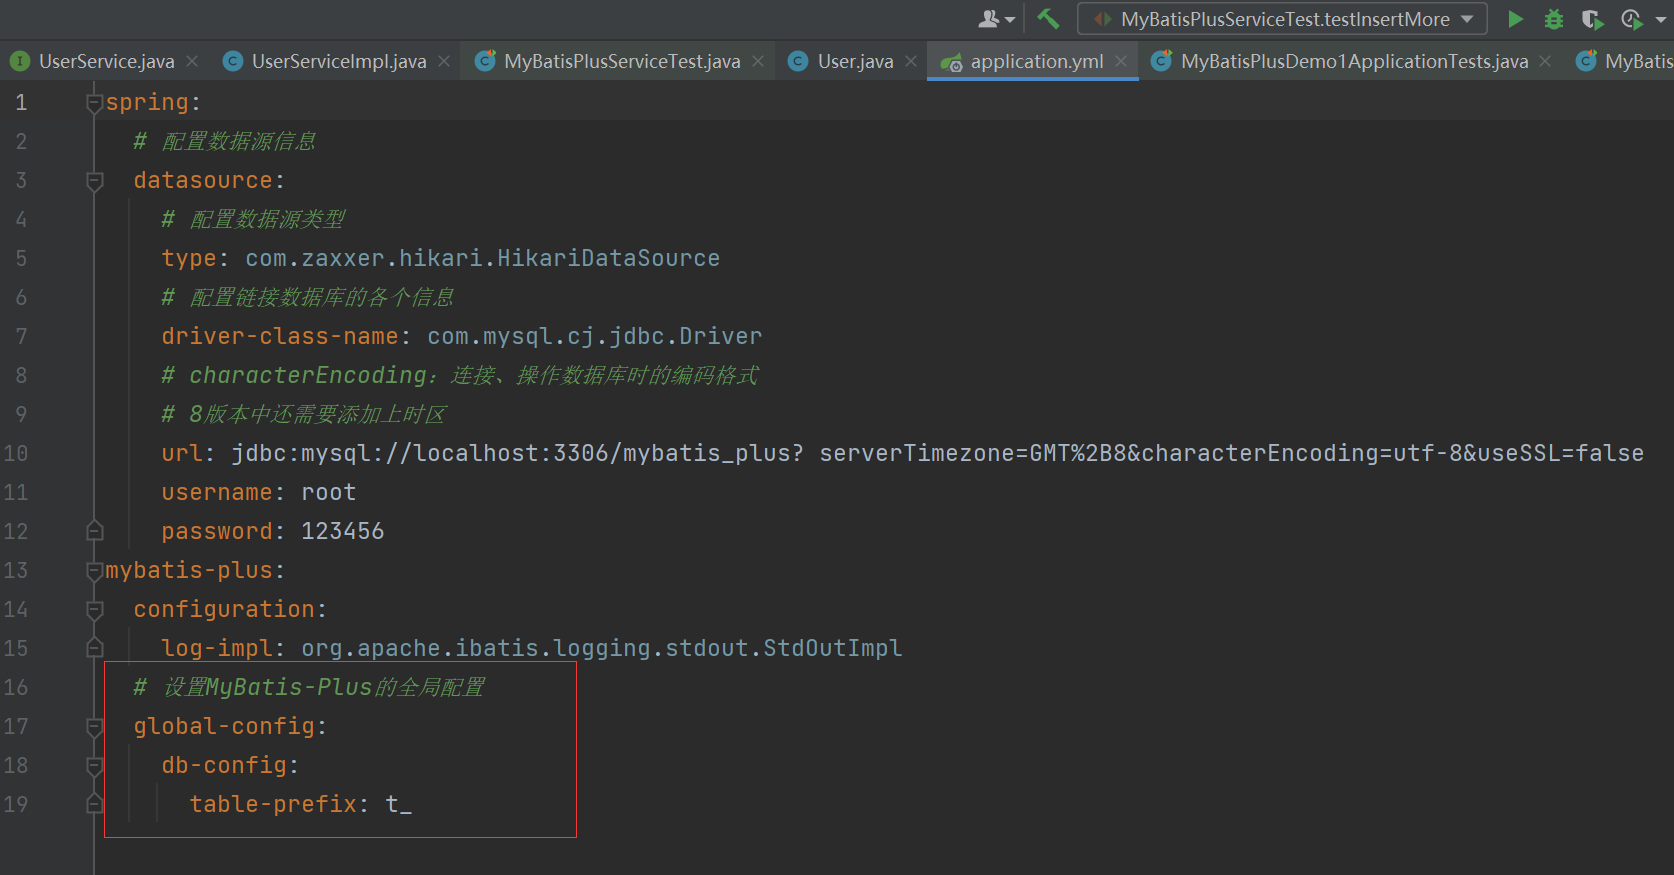 MyBatisPlusServiceTest.testInsertMore
UserService.java
UserServiceImpl.java
MyBatisPlusServiceTest.java
User.java
application.yml
MyBatisPlusDemo1ApplicationTests.java
MyBatis
1 spring:
2 # 配置数据源信息
3 datasource:
4 # 配置数据源类型
5 type: com.zaxxer.hikari.HikariDataSource
6 # 配置链接数据库的各个信息
7 driver-class-name: com.mysql.cj.jdbc.Driver
8 # characterEncoding：连接、操作数据库时的编码格式
9 # 8版本中还需要添加上时区
10 url: jdbc:mysql://localhost:3306/mybatis_plus? serverTimezone=GMT%2B8&characterEncoding=utf-8&useSSL=false
11 username: root
12 password: 123456
13 mybatis-plus:
14 configuration:
15 log-impl: org.apache.ibatis.logging.stdout.StdOutImpl
16 # 设置MyBatis-Plus的全局配置
17 global-config:
18 db-config:
19 table-prefix: t_